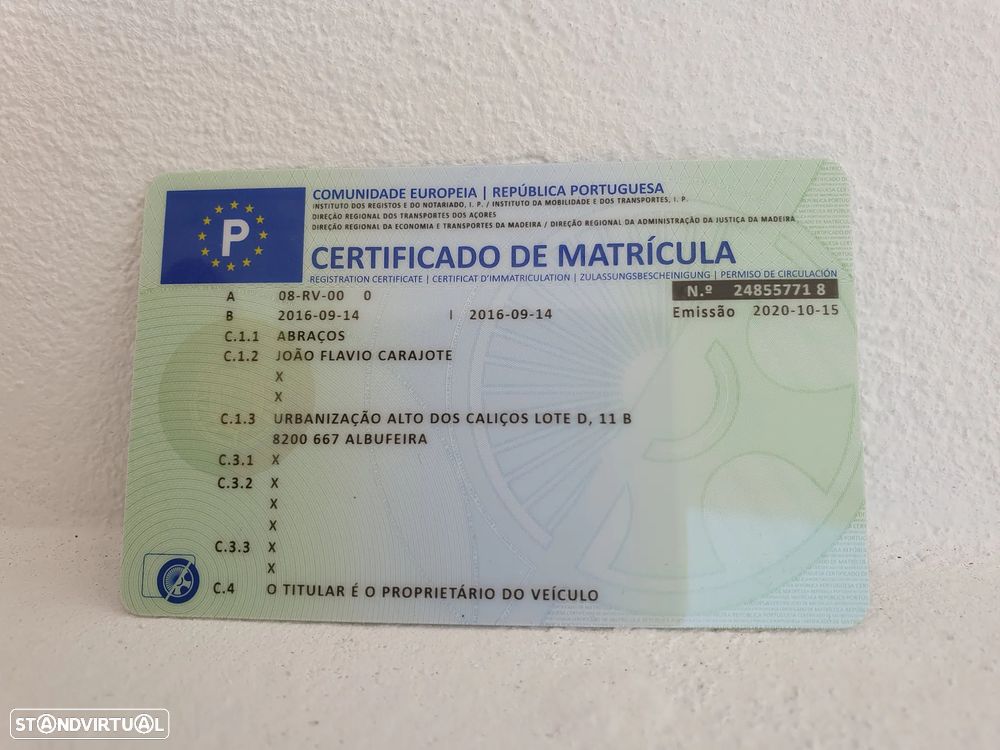 P
COMUNIDADE EUROPEIA | REPÚBLICA PORTUGUESA
INSTITUTO DOS REGISTOS E DO NOTARIADO, I. P. / INSTITUTO DA MOBILIDADE E DOS TRANSPORTES, I. P.
DIREÇÃO REGIONAL DOS TRANSPORTES DOS AÇORES
DIREÇÃO REGIONAL DA ECONOMIA E TRANSPORTES DA MADEIRA / DIREÇÃO REGIONAL DA ADMINISTRAÇÃO DA JUSTIÇA DA MADEIRA
CERTIFICADO DE MATRÍCULA
REGISTRATION CERTIFICATE | CERTIFICAT D'IMMATRICULATION | ZULASSUNGSBESCHEINIGUNG | PERMISO DE CIRCULACIÓN
A 08-RV-00 0 N.º 24855771 8
B 2016-09-14 I 2016-09-14 Emissão 2020-10-15
C.1.1 ABRAÇOS
C.1.2 JOÃO FLAVIO CARAJOTE
X
X
C.1.3 URBANIZAÇÃO ALTO DOS CALIÇOS LOTE D, 11 B
8200 667 ALBUFEIRA
C.3.1 X
C.3.2 X
X
X
C.3.3 X
X
C.4 O TITULAR É O PROPRIETÁRIO DO VEÍCULO
STANDVIRTUAL